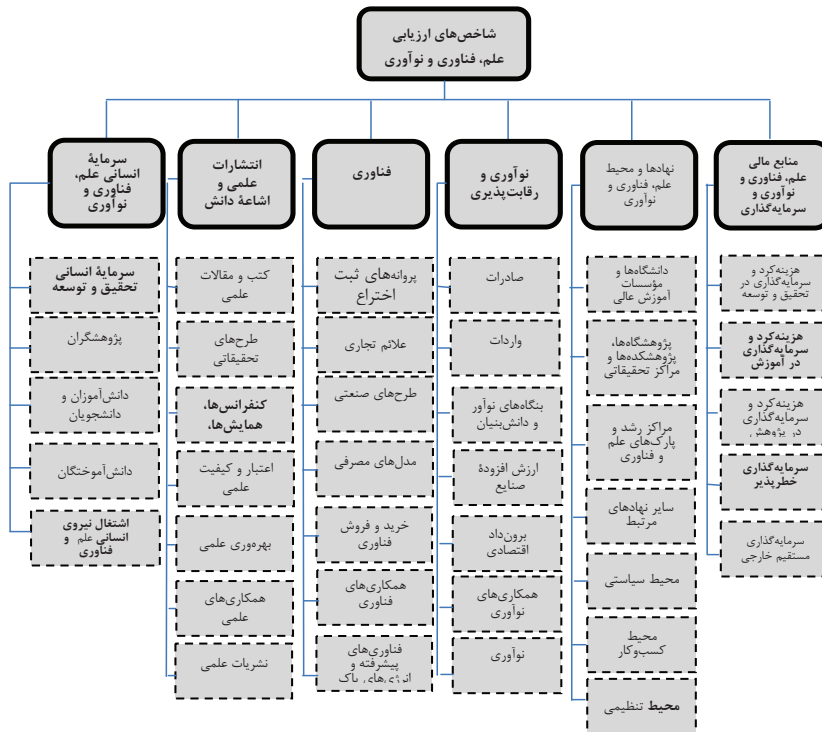 شاخص‌های ارزیابی
علم، فناوری و نوآوری
منابع مالی
علم، فناوری و
نوآوری و
سرمایه‌گذاری
هزینه‌کرد و
سرمایه‌گذاری در
تحقیق و توسعه
هزینه‌کرد و
سرمایه‌گذاری
در آموزش
هزینه‌کرد و
سرمایه‌گذاری
در پژوهش
سرمایه‌گذاری
خطرپذیر
سرمایه‌گذاری
مستقیم خارجی
نهادها و محیط
علم، فناوری و
نوآوری
دانشگاه‌ها و
مؤسسات
آموزش عالی
پژوهشگاه‌ها،
پژوهشکده‌ها و
مراکز تحقیقاتی
مراکز رشد و
پارک‌های علم
و فناوری
سایر نهادهای
مرتبط
محیط سیاستی
محیط
کسب‌وکار
محیط تنظیمی
نوآوری و
رقابت‌پذیری
صادرات
واردات
بنگاه‌های نوآور
و دانش‌بنیان
ارزش افزودۀ
صنایع
برون‌داد
اقتصادی
همکاری‌های
نوآوری
نوآوری
فناوری
پروانه‌های ثبت
اختراع
علائم تجاری
طرح‌های صنعتی
مدل‌های مصرفی
خرید و فروش
فناوری
همکاری‌های
فناوری
فناوری‌های
پیشرفته و
انرژی‌های پاک
انتشارات
علمی و
اشاعۀ دانش
کتب و مقالات
علمی
طرح‌های
تحقیقاتی
کنفرانس‌ها،
همایش‌ها،
اعتبار و کیفیت
علمی
بهره‌وری علمی
همکاری‌های
علمی
نشریات علمی
سرمایۀ
انسانی علم،
فناوری و
نوآوری
سرمایۀ انسانی
تحقیق و توسعه
پژوهشگران
دانش‌آموزان و
دانشجویان
دانش‌آموختگان
اشتغال نیروی
انسانی علم و
فناوری